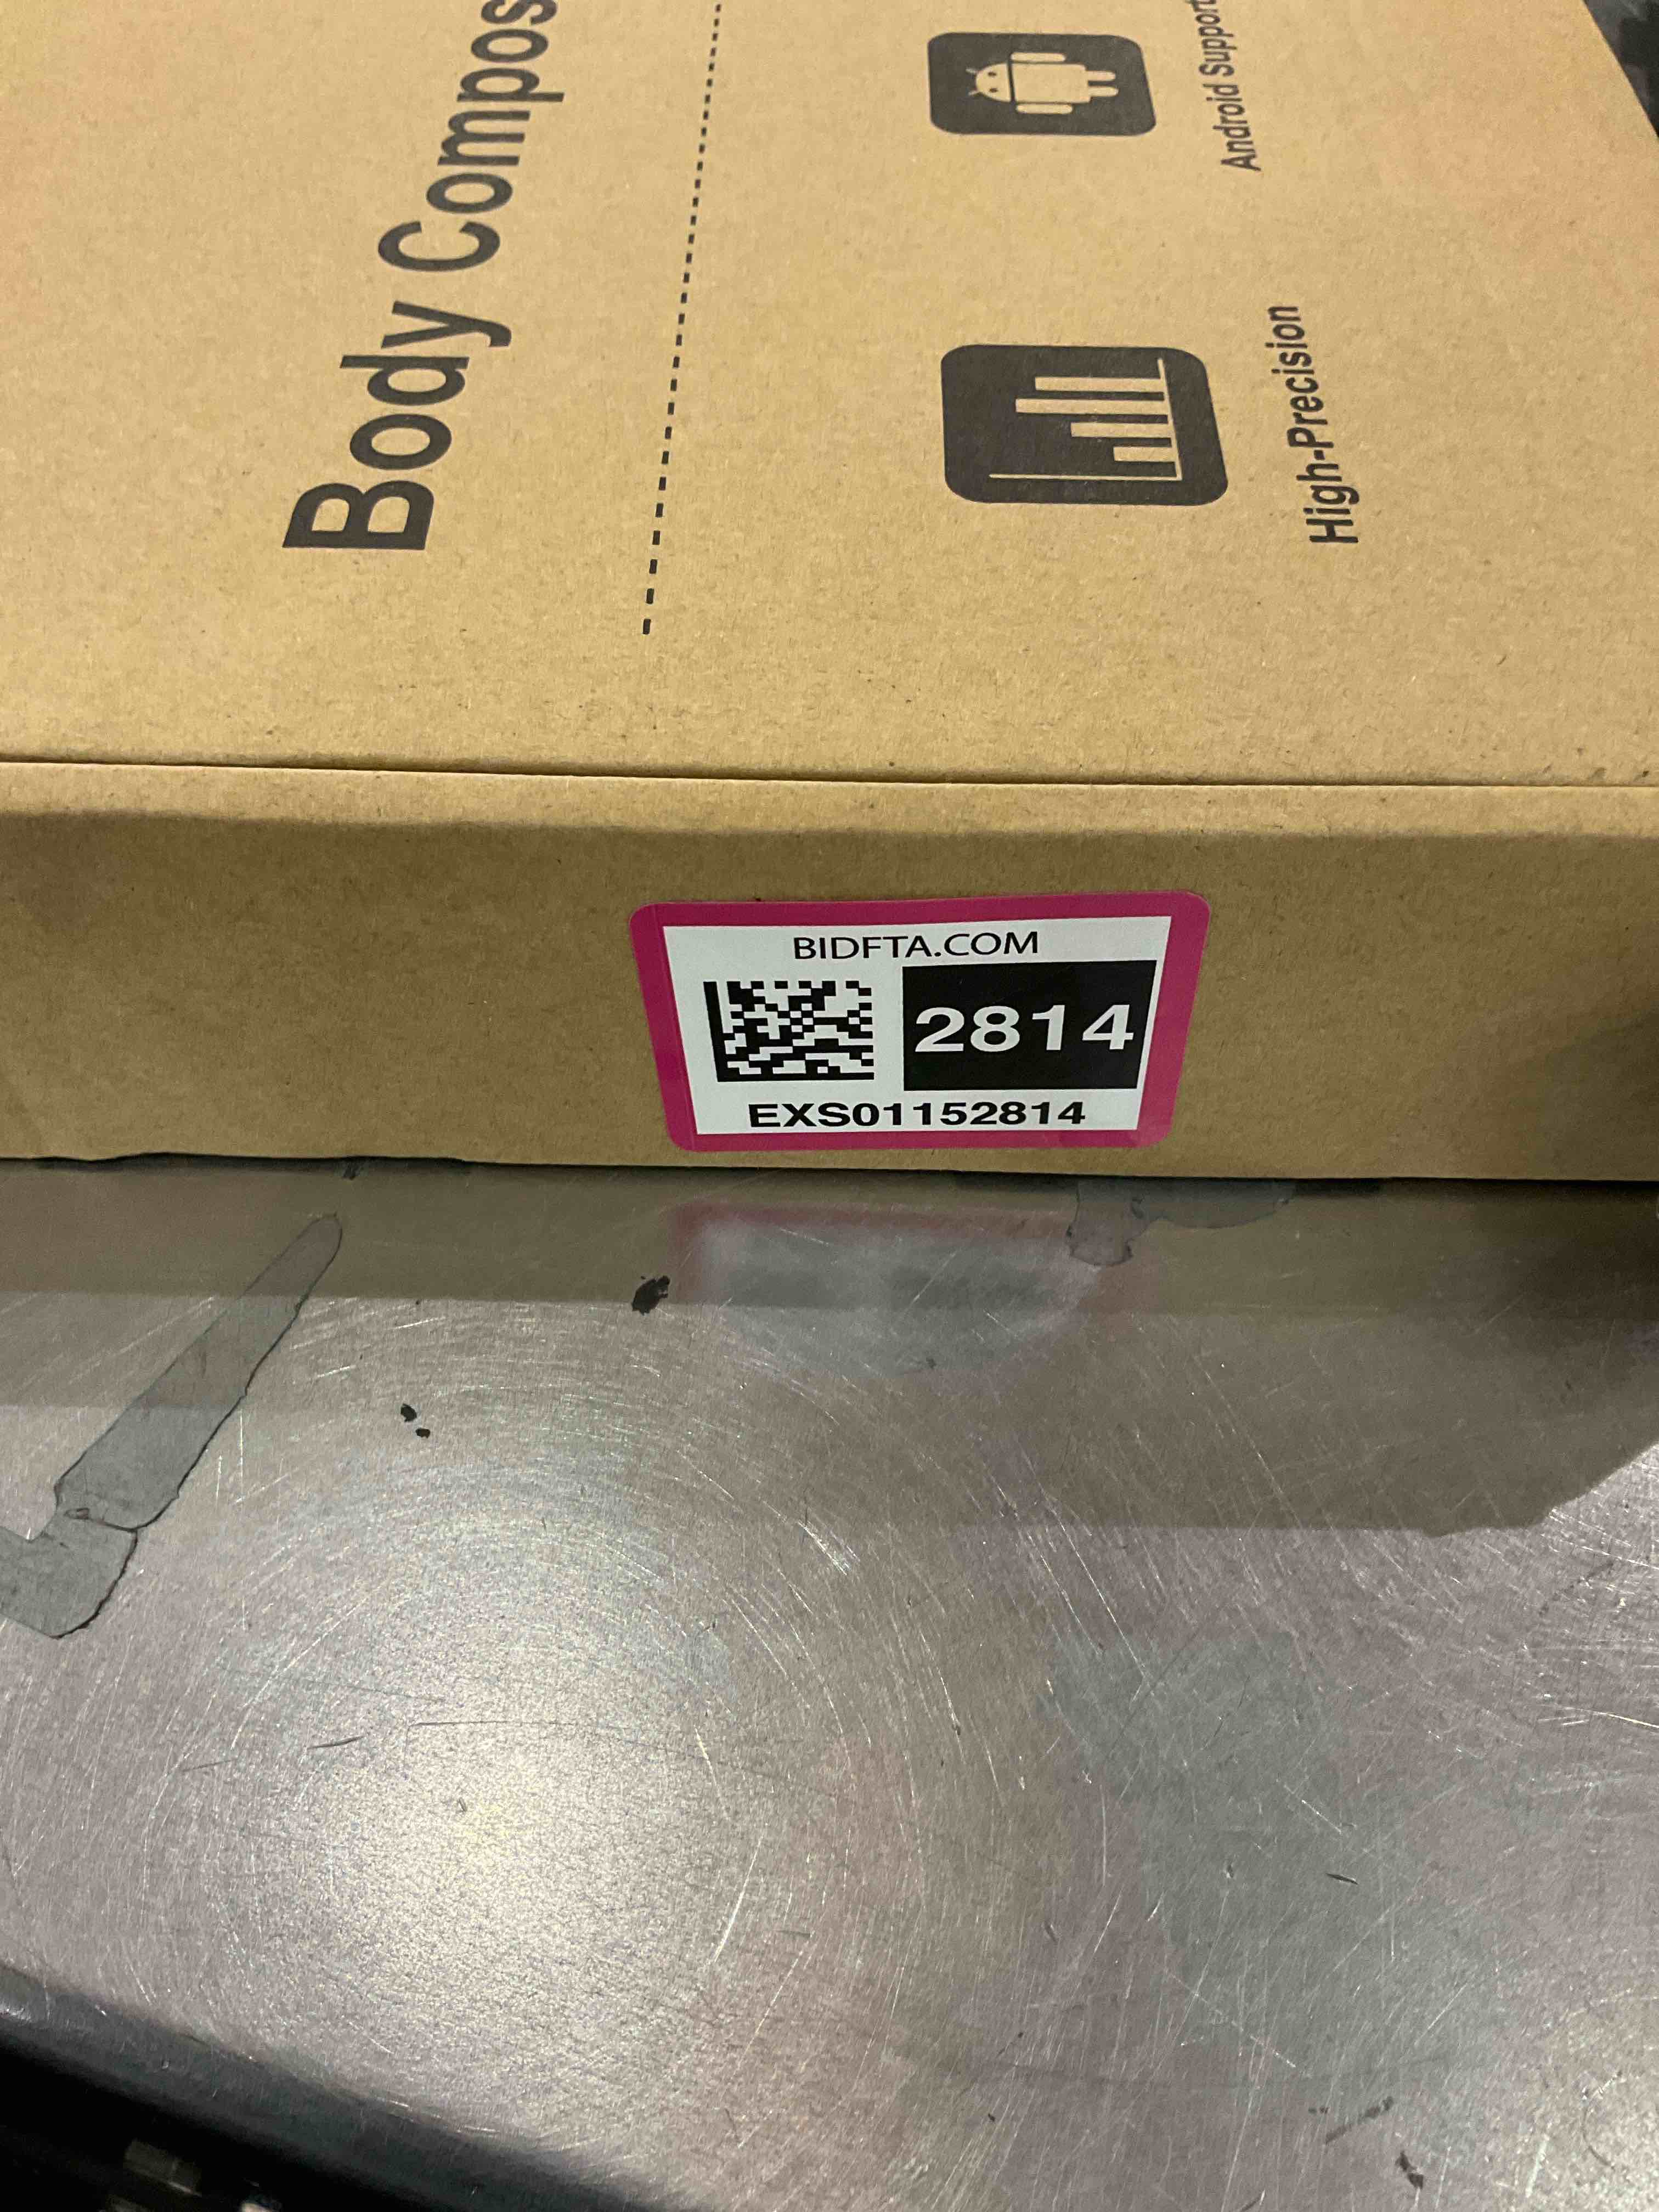 Body Compos
Android Support
High-Precision
BIDFTA.COM
2814
EXS01152814